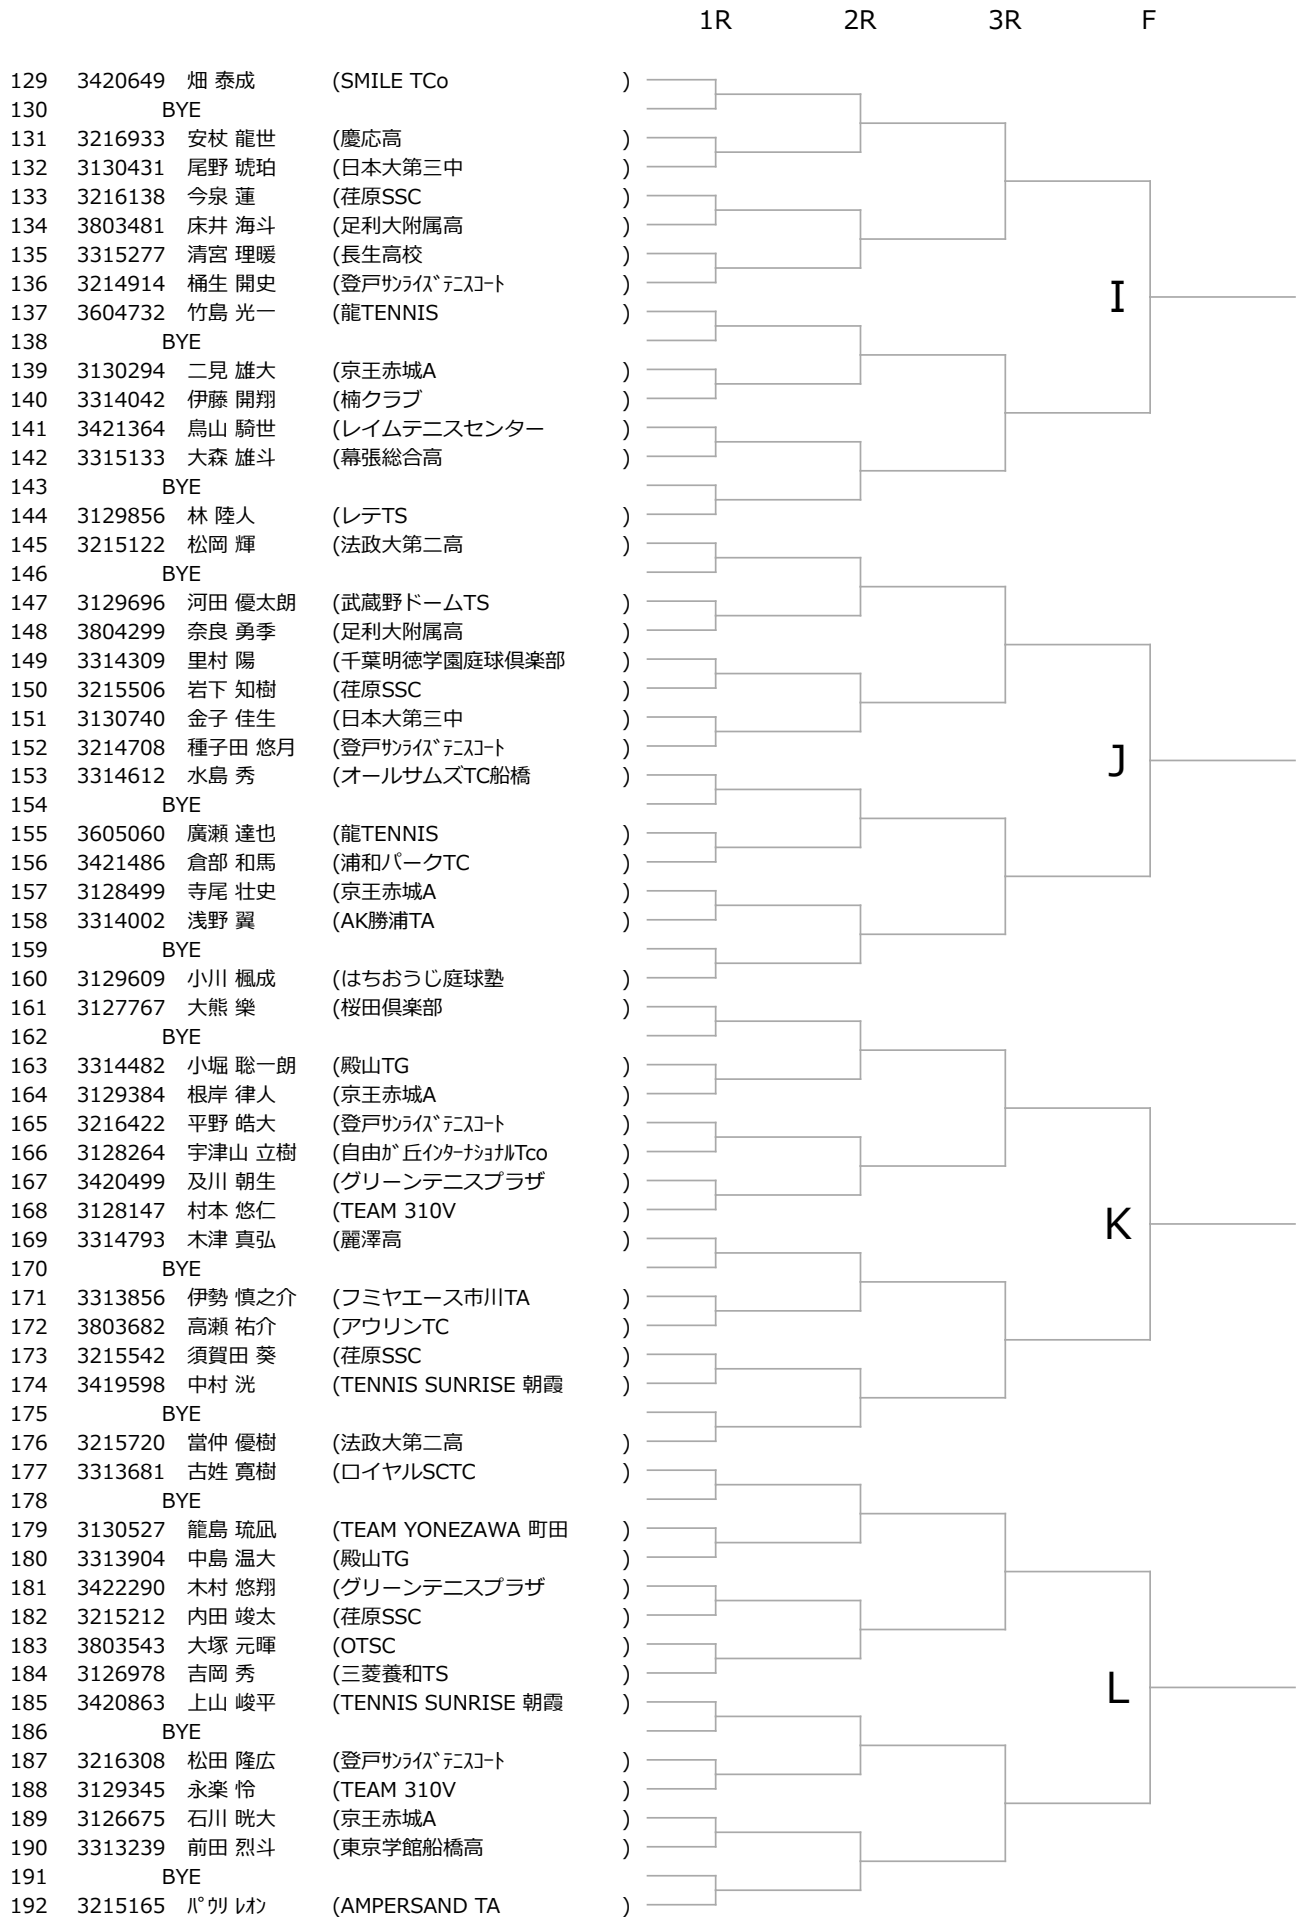 1R 2R 3R F
129 3420649 畑 泰成 (SMILE TCo )
130 BYE
131 3216933 安杖 龍世 (慶応高 )
132 3130431 尾野 琥珀 (日本大第三中 )
133 3216138 今泉 蓮 (荏原SSC )
134 3803481 床井 海斗 (足利大附属高 )
135 3315277 清宮 理暖 (長生高校 )
136 3214914 桶生 開史 (登戸ｻﾝﾗｲｽﾞﾃﾆｽｺｰﾄ )
I
137 3604732 竹島 光一 (龍TENNIS )
138 BYE
139 3130294 二見 雄大 (京王赤城A )
140 3314042 伊藤 開翔 (楠クラブ )
141 3421364 鳥山 騎世 (レイムテニスセンター )
142 3315133 大森 雄斗 (幕張総合高 )
143 BYE
144 3129856 林 陸人 (レテTS )
145 3215122 松岡 輝 (法政大第二高 )
146 BYE
147 3129696 河田 優太朗 (武蔵野ドームTS )
148 3804299 奈良 勇季 (足利大附属高 )
149 3314309 里村 陽 (千葉明徳学園庭球倶楽部 )
150 3215506 岩下 知樹 (荏原SSC )
151 3130740 金子 佳生 (日本大第三中 )
152 3214708 種子田 悠月 (登戸ｻﾝﾗｲｽﾞﾃﾆｽｺｰﾄ )
J
153 3314612 水島 秀 (オールサムズTC船橋 )
154 BYE
155 3605060 廣瀬 達也 (龍TENNIS )
156 3421486 倉部 和馬 (浦和パークTC )
157 3128499 寺尾 壮史 (京王赤城A )
158 3314002 浅野 翼 (AK勝浦TA )
159 BYE
160 3129609 小川 楓成 (はちおうじ庭球塾 )
161 3127767 大熊 樂 (桜田倶楽部 )
162 BYE
163 3314482 小堀 聡一朗 (殿山TG )
164 3129384 根岸 律人 (京王赤城A )
165 3216422 平野 皓大 (登戸ｻﾝﾗｲｽﾞﾃﾆｽｺｰﾄ )
166 3128264 宇津山 立樹 (自由が丘ｲﾝﾀｰﾅｼｮﾅﾙTco )
167 3420499 及川 朝生 (グリーンテニスプラザ )
168 3128147 村本 悠仁 (TEAM 310V )
K
169 3314793 木津 真弘 (麗澤高 )
170 BYE
171 3313856 伊勢 慎之介 (フミヤエース市川TA )
172 3803682 高瀬 祐介 (アウリンTC )
173 3215542 須賀田 葵 (荏原SSC )
174 3419598 中村 洸 (TENNIS SUNRISE 朝霞 )
175 BYE
176 3215720 當仲 優樹 (法政大第二高 )
177 3313681 古姓 寛樹 (ロイヤルSCTC )
178 BYE
179 3130527 籠島 琉凪 (TEAM YONEZAWA 町田 )
180 3313904 中島 温大 (殿山TG )
181 3422290 木村 悠翔 (グリーンテニスプラザ )
182 3215212 内田 竣太 (荏原SSC )
183 3803543 大塚 元暉 (OTSC )
184 3126978 吉岡 秀 (三菱養和TS )
L
185 3420863 上山 峻平 (TENNIS SUNRISE 朝霞 )
186 BYE
187 3216308 松田 隆広 (登戸ｻﾝﾗｲｽﾞﾃﾆｽｺｰﾄ )
188 3129345 永楽 怜 (TEAM 310V )
189 3126675 石川 晄大 (京王赤城A )
190 3313239 前田 烈斗 (東京学館船橋高 )
191 BYE
192 3215165 ﾊﾟｳﾘ ﾚｵﾝ (AMPERSAND TA )